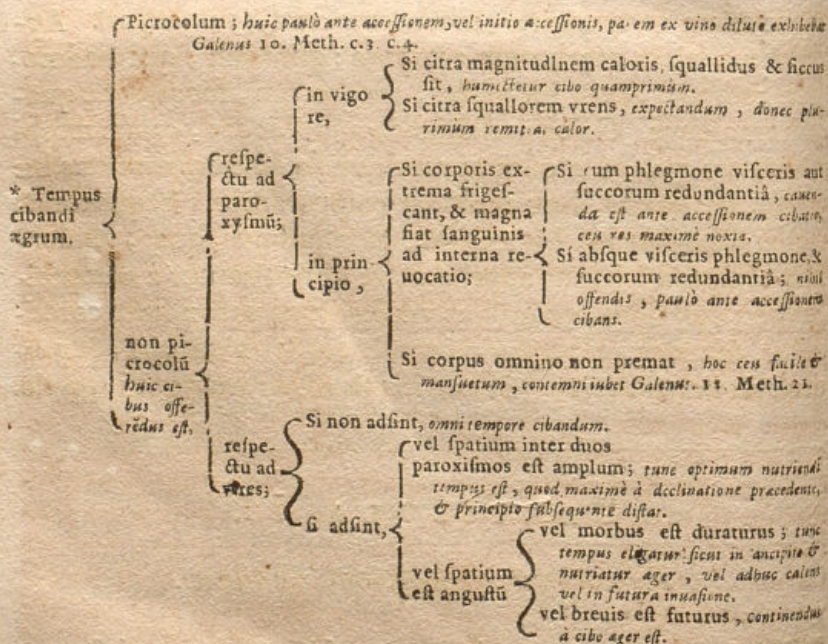 Picrocolum ; huic paulò ante accessionem, vel initio accessionis, pa em ex vino diluto exhibebat
Galenus 10. Meth. c.3. c.4.
* Tempus
cibandi
ægrum.
non pi-
crocolū
huic ci-
bus offe-
rēdus est,
respe-
ctu ad
paro-
xysmū;
in vigo
re,
Si citra magnitudinem caloris, squallidus & siccus
sit, humectetur cibo quamprimum.
Si citra squallorem vrens, expectandum, donec plu-
rimum remit a, calor.
in prin-
cipio,
Si corporis ex-
trema friges-
cant, & magna
fiat sanguinis
ad interna re-
uocatio;
Si cum phlegmone visceris aut
succorum redundantiâ, cauen-
da est ante accessionem cibatio,
ceu res maximè noxia.
Si absque visceris phlegmone, &
succorum redundantiâ; nihil
offendis, paulò ante accessionem
cibans.
Si corpus omnino non premat, hoc ceu facile &
mansuetum, contemni iubet Galenus. 11. Meth. 21.
respe-
ctu ad
vires;
Si non adsint, omni tempore cibandum.
si adsint,
vel spatium inter duos
paroxismos est amplum; tunc optimum nutriendi
tempus est, quod maximè à declinatione præcedente,
& principio subsequente distat.
vel spatium
est angustū
vel morbus est duraturus; tunc
tempus eligatur sicut in ancipite &
nutriatur æger, vel adhuc calens
vel in futura inuasione.
vel breuis est futurus, continendus
à cibo æger est.